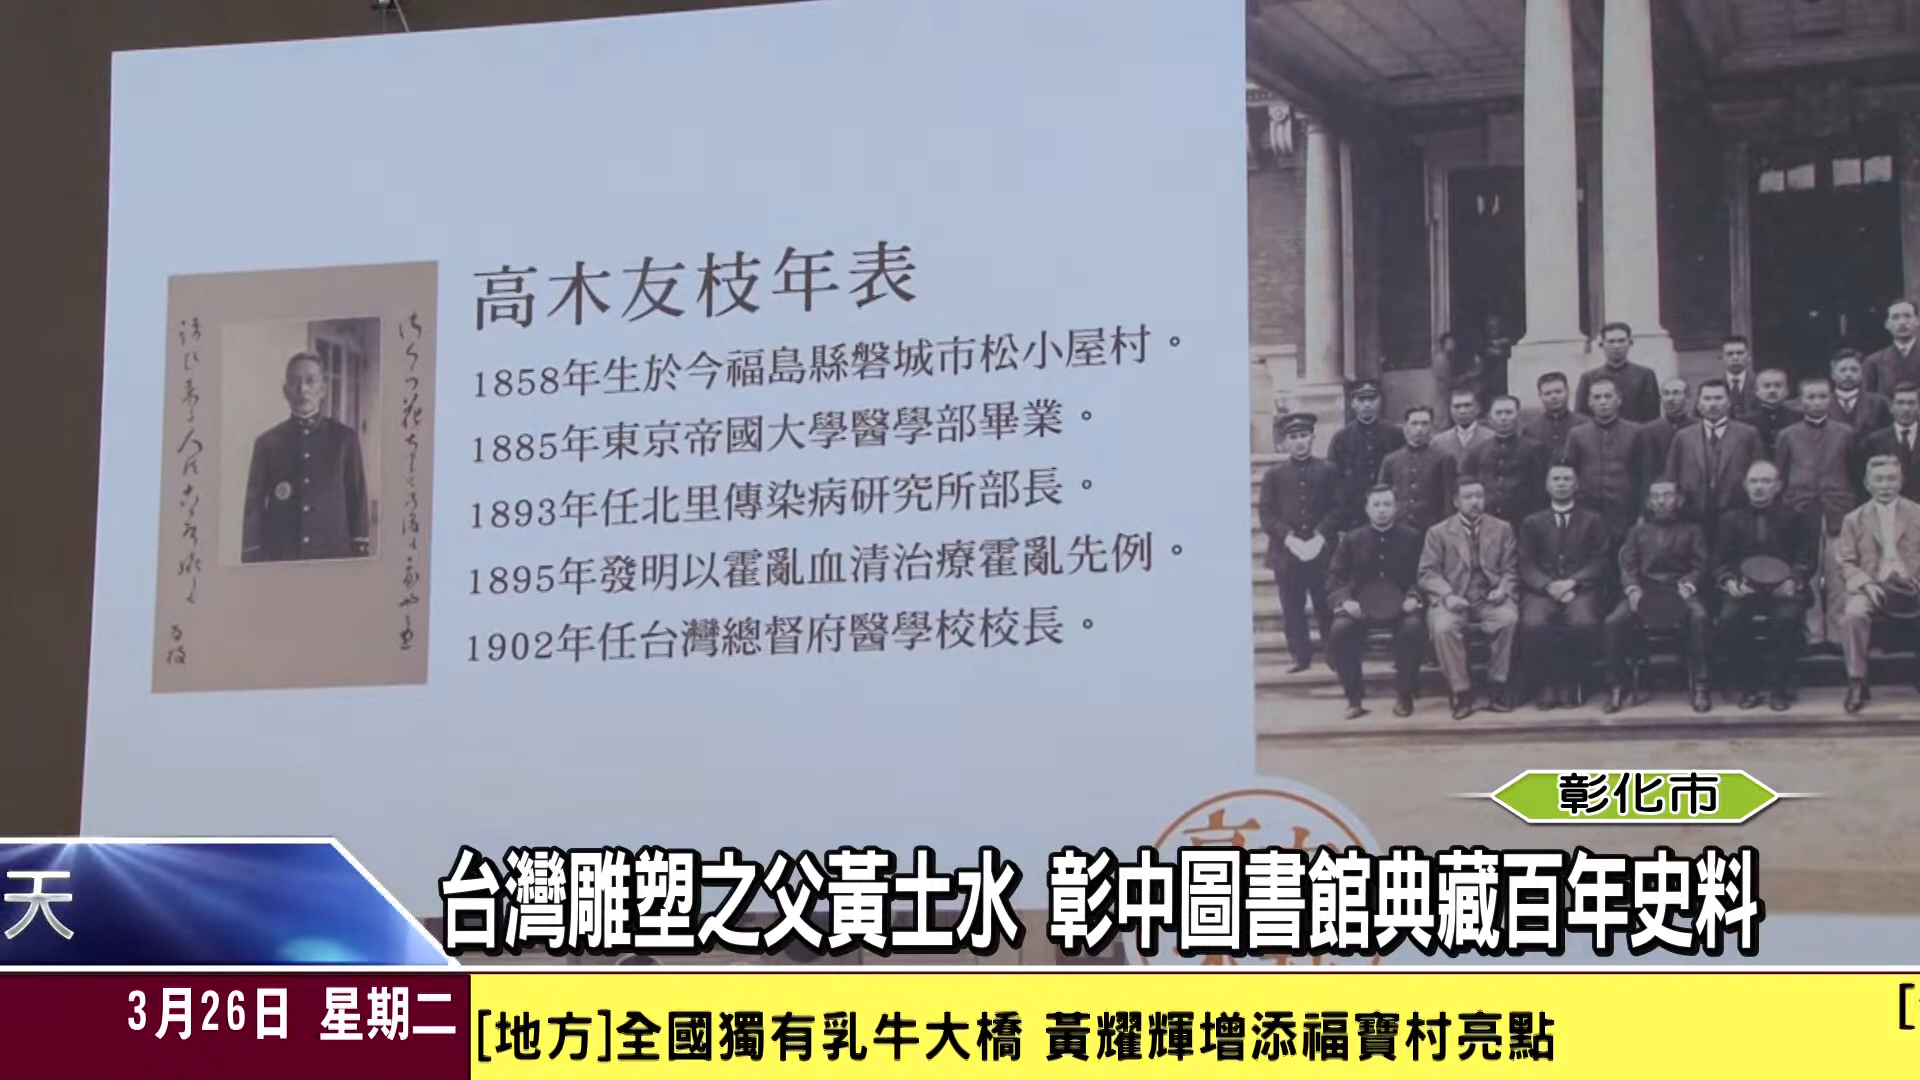 高木友枝年表
1858年生於今福島縣磐城市松小屋村。
1885年東京帝國大學醫學部畢業。
1893年任北里傳染病研究所部長。
1895年發明以霍亂血清治療霍亂先例。
1902年任台灣總督府醫學校校長。
彰化市
天
台灣雕塑之父黃土水 彰中圖書館典藏百年史料
3月26日 星期二
[地方]全國獨有乳牛大橋 黃耀輝增添福寶村亮點
[